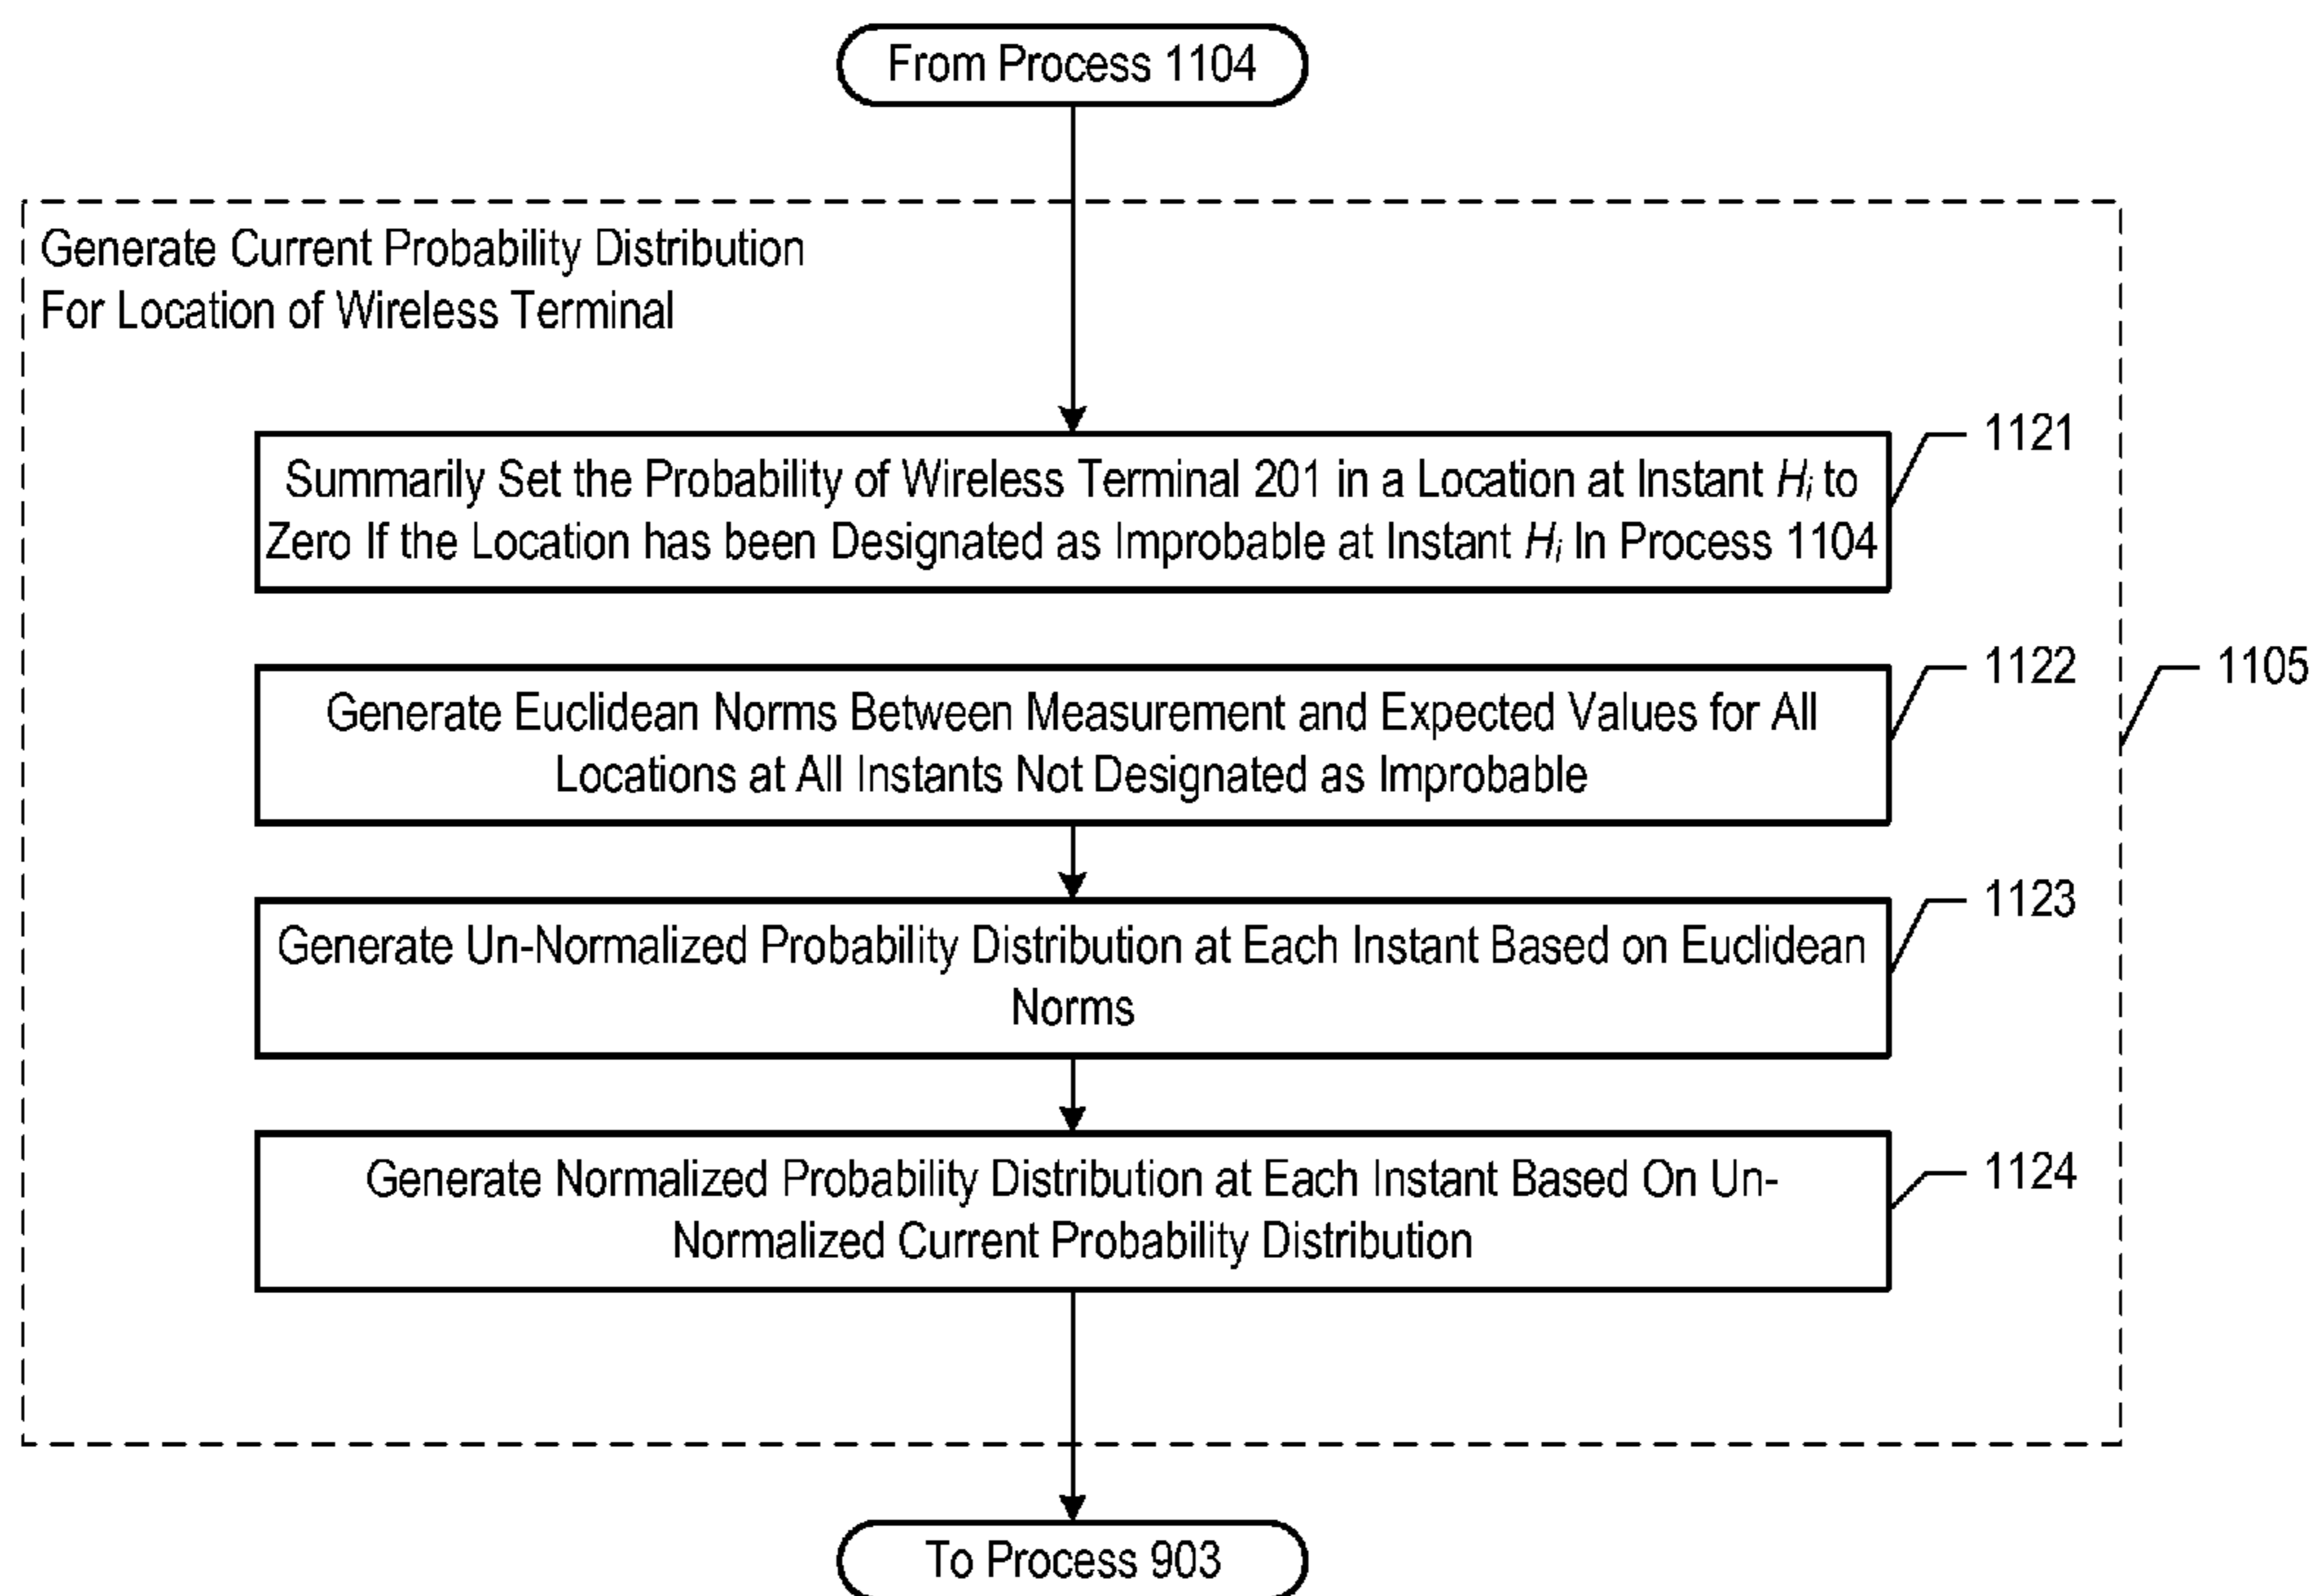 From Process 1104
Generate Current Probability Distribution
For Location of Wireless Terminal
Summarily Set the Probability of Wireless Terminal 201 in a Location at Instant Hi to
Zero If the Location has been Designated as Improbable at Instant Hi In Process 1104
1121
Generate Euclidean Norms Between Measurement and Expected Values for All
Locations at All Instants Not Designated as Improbable
1122
1105
Generate Un-Normalized Probability Distribution at Each Instant Based on Euclidean
Norms
1123
Generate Normalized Probability Distribution at Each Instant Based On Un-
Normalized Current Probability Distribution
1124
To Process 903